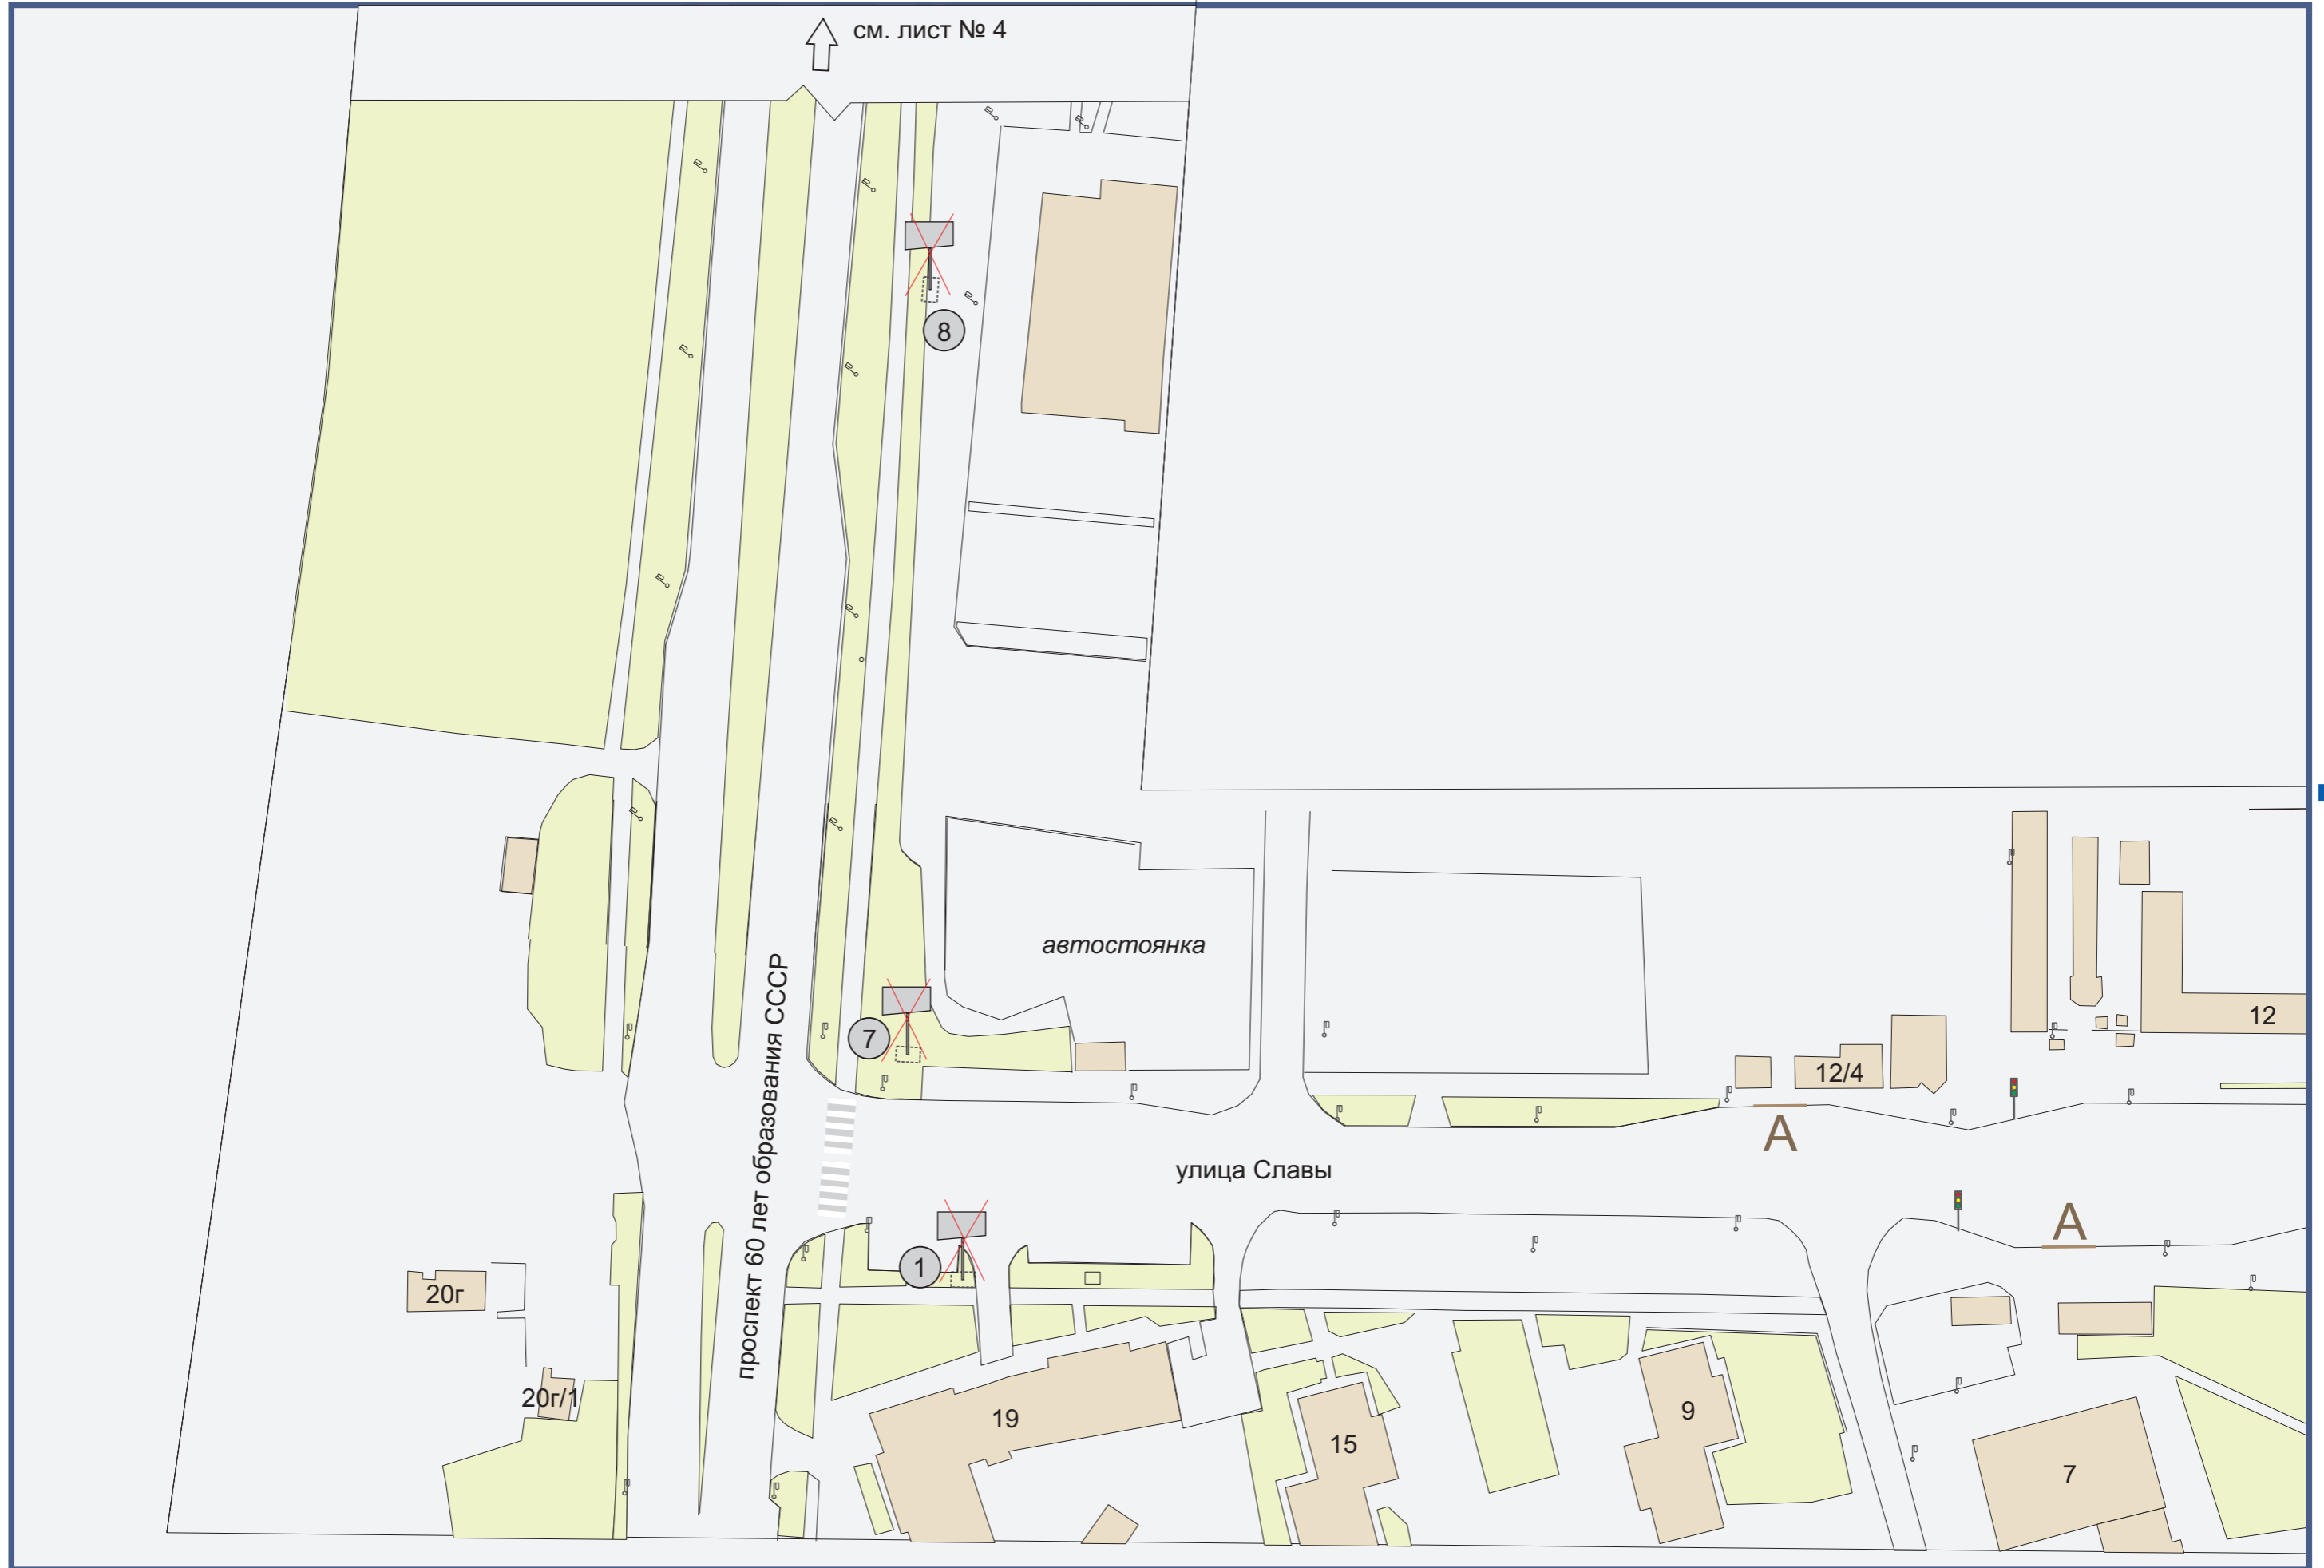 см. лист № 4
8
автостоянка
12
7
12/4
А
проспект 60 лет образования СССР
улица Славы
А
1
20г
20г/1
19
15
9
7